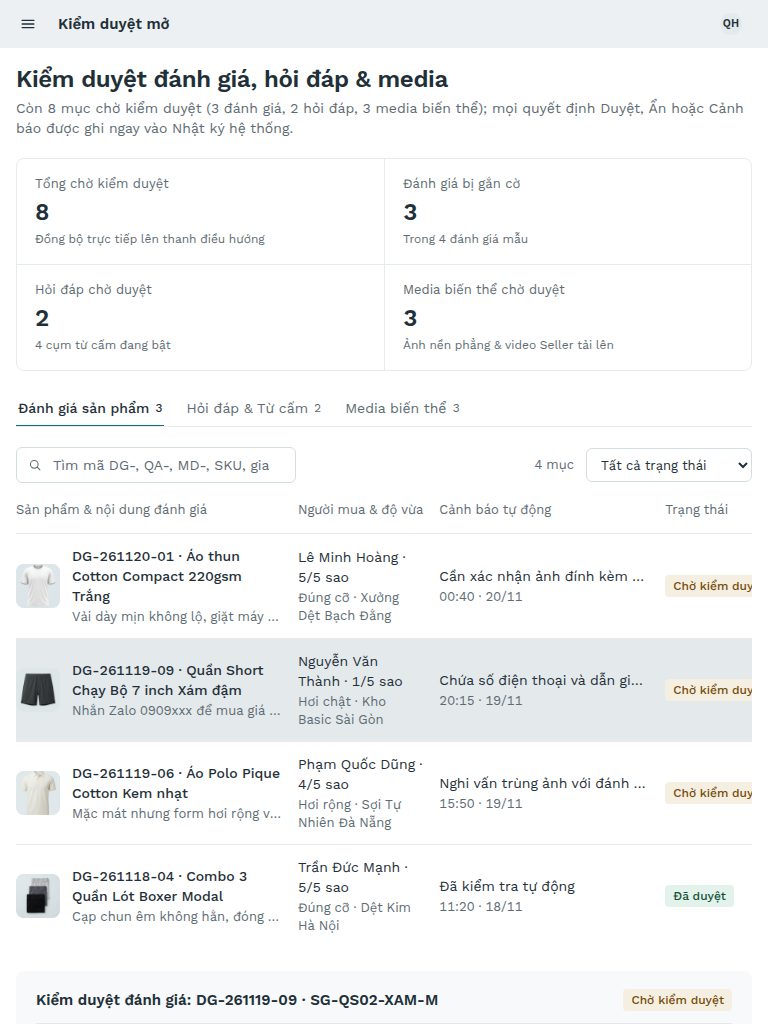 Kiểm duyệt mở
QH
Kiểm duyệt đánh giá, hỏi đáp & media
Còn 8 mục chờ kiểm duyệt (3 đánh giá, 2 hỏi đáp, 3 media biến thể); mọi quyết định Duyệt, Ẩn hoặc Cảnh
báo được ghi ngay vào Nhật ký hệ thống.
Tổng chờ kiểm duyệt
8
Đồng bộ trực tiếp lên thanh điều hướng
Đánh giá bị gắn cờ
3
Trong 4 đánh giá mẫu
Hỏi đáp chờ duyệt
2
4 cụm từ cấm đang bật
Media biến thể chờ duyệt
3
Ảnh nền phẳng & video Seller tải lên
Đánh giá sản phẩm 3
Hỏi đáp & Từ cấm 2
Media biến thể 3
Tìm mã DG-, QA-, MD-, SKU, gia
4 mục
Tất cả trạng thái
Sản phẩm & nội dung đánh giá
Người mua & độ vừa
Cảnh báo tự động
Trạng thái
DG-261120-01 · Áo thun
Cotton Compact 220gsm
Trắng
Vải dày mịn không lộ, giặt máy ...
Lê Minh Hoàng ·
5/5 sao
Đúng cỡ · Xưởng
Dệt Bạch Đằng
Cần xác nhận ảnh đính kèm ...
00:40 · 20/11
Chờ kiểm duy
DG-261119-09 · Quần Short
Chạy Bộ 7 inch Xám đậm
Nhắn Zalo 0909xxx để mua giá ...
Nguyễn Văn
Thành · 1/5 sao
Hơi chật · Kho
Basic Sài Gòn
Chứa số điện thoại và dẫn gi...
20:15 · 19/11
Chờ kiểm duy
DG-261119-06 · Áo Polo Pique
Cotton Kem nhạt
Mặc mát nhưng form hơi rộng v...
Phạm Quốc Dũng ·
4/5 sao
Hơi rộng · Sợi Tự
Nhiên Đà Nẵng
Nghi vấn trùng ảnh với đánh ...
15:50 · 19/11
Chờ kiểm duy
DG-261118-04 · Combo 3
Quần Lót Boxer Modal
Cạp chun êm không hằn, đóng ...
Trần Đức Mạnh ·
5/5 sao
Đúng cỡ · Dệt Kim
Hà Nội
Đã kiểm tra tự động
11:20 · 18/11
Đã duyệt
Kiểm duyệt đánh giá: DG-261119-09 · SG-QS02-XAM-M
Chờ kiểm duyệt